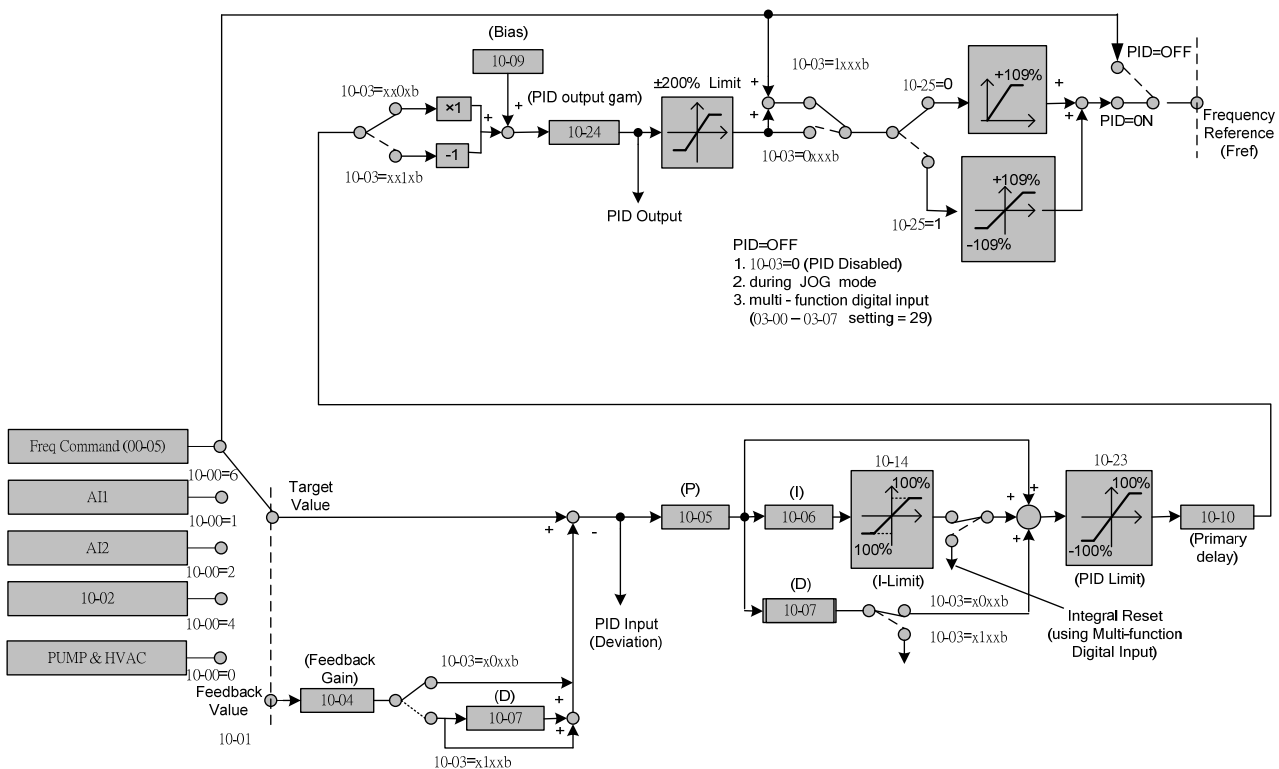 (Bias)
10-09
10-03=xx0xb
×1
-1
10-03=xx1xb
+
+
(PID output gam)
10-24
PID Output
±200% Limit
+
+
10-03=1xxxb
10-03=0xxxb
10-25=0
+109%
10-25=1
+109%
-109%
+
+
PID=OFF
PID=0N
Frequency
Reference
(Fref)
PID=OFF
1. 10-03=0 (PID Disabled)
2. during JOG mode
3. multi - function digital input
(03-00 – 03-07 setting = 29)
Freq Command (00-05)
10-00=6
AI1
10-00=1
AI2
10-00=2
10-02
10-00=4
PUMP & HVAC
10-00=0
Target
Value
Feedback
Value
10-01
(Feedback
Gain)
10-04
10-03=x0xxb
(D)
10-07
+
+
10-03=x1xxb
+
-
PID Input
(Deviation)
(P)
10-05
(I)
10-06
10-14
100%
100%
(I-Limit)
(D)
10-07
10-03=x0xxb
10-03=x1xxb
+
+
+
Integral Reset
(using Multi-function
Digital Input)
10-23
100%
-100%
(PID Limit)
10-10
(Primary
delay)